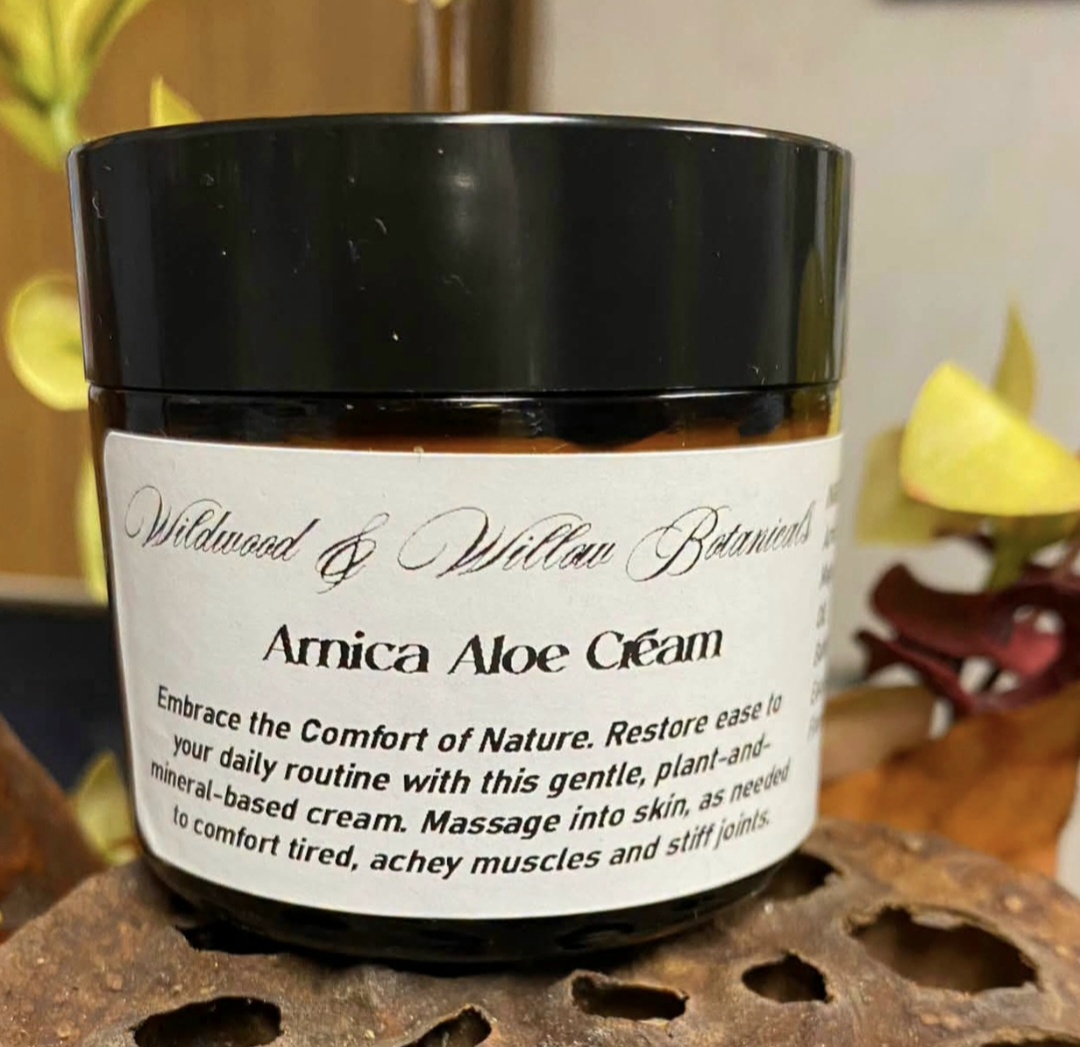 Wildwood & Willow Botanicals
Arnica Aloe Créam
Embrace the Comfort of Nature. Restore ease to
your daily routine with this gentle, plant-and-
mineral-based cream. Massage into skin, as needed
to comfort tired, achey muscles and stiff joints.